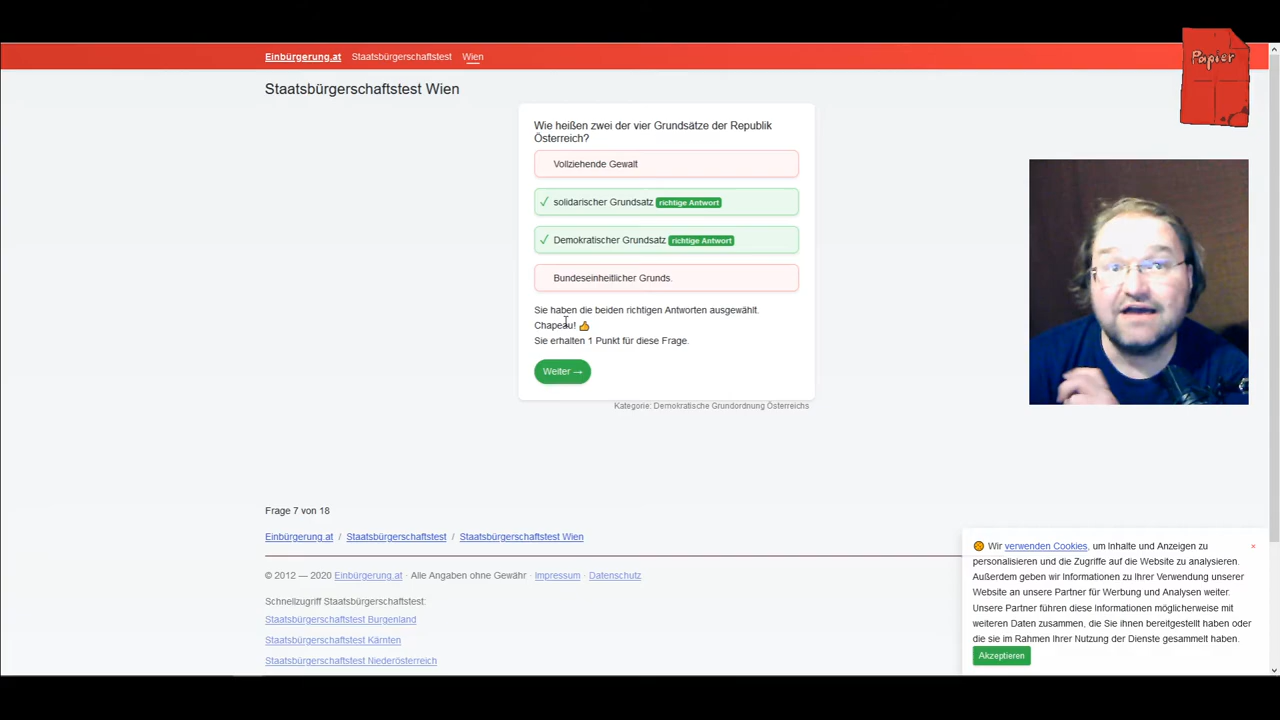 Papier
Einbürgerung.at Staatsbürgerschaftstest Wien
Staatsbürgerschaftstest Wien
Wie heißen zwei der vier Grundsätze der Republik
Österreich?
Vollziehende Gewalt
✓ solidarischer Grundsatz richtige Antwort
✓ Demokratischer Grundsatz richtige Antwort
Bundeseinheitlicher Grunds.
Sie haben die beiden richtigen Antworten ausgewählt.
Chapeau! 👍
Sie erhalten 1 Punkt für diese Frage.
Weiter →
Kategorie: Demokratische Grundordnung Österreichs
Frage 7 von 18
Einbürgerung.at / Staatsbürgerschaftstest / Staatsbürgerschaftstest Wien
© 2012 — 2020 Einbürgerung.at · Alle Angaben ohne Gewähr · Impressum · Datenschutz
Schnellzugriff Staatsbürgerschaftstest:
Staatsbürgerschaftstest Burgenland
Staatsbürgerschaftstest Kärnten
Staatsbürgerschaftstest Niederösterreich
🍪 Wir verwenden Cookies, um Inhalte und Anzeigen zu ×
personalisieren und die Zugriffe auf die Website zu analysieren.
Außerdem geben wir Informationen zu Ihrer Verwendung unserer
Website an unsere Partner für Werbung und Analysen weiter.
Unsere Partner führen diese Informationen möglicherweise mit
weiteren Daten zusammen, die Sie ihnen bereitgestellt haben oder
die sie im Rahmen Ihrer Nutzung der Dienste gesammelt haben.
Akzeptieren